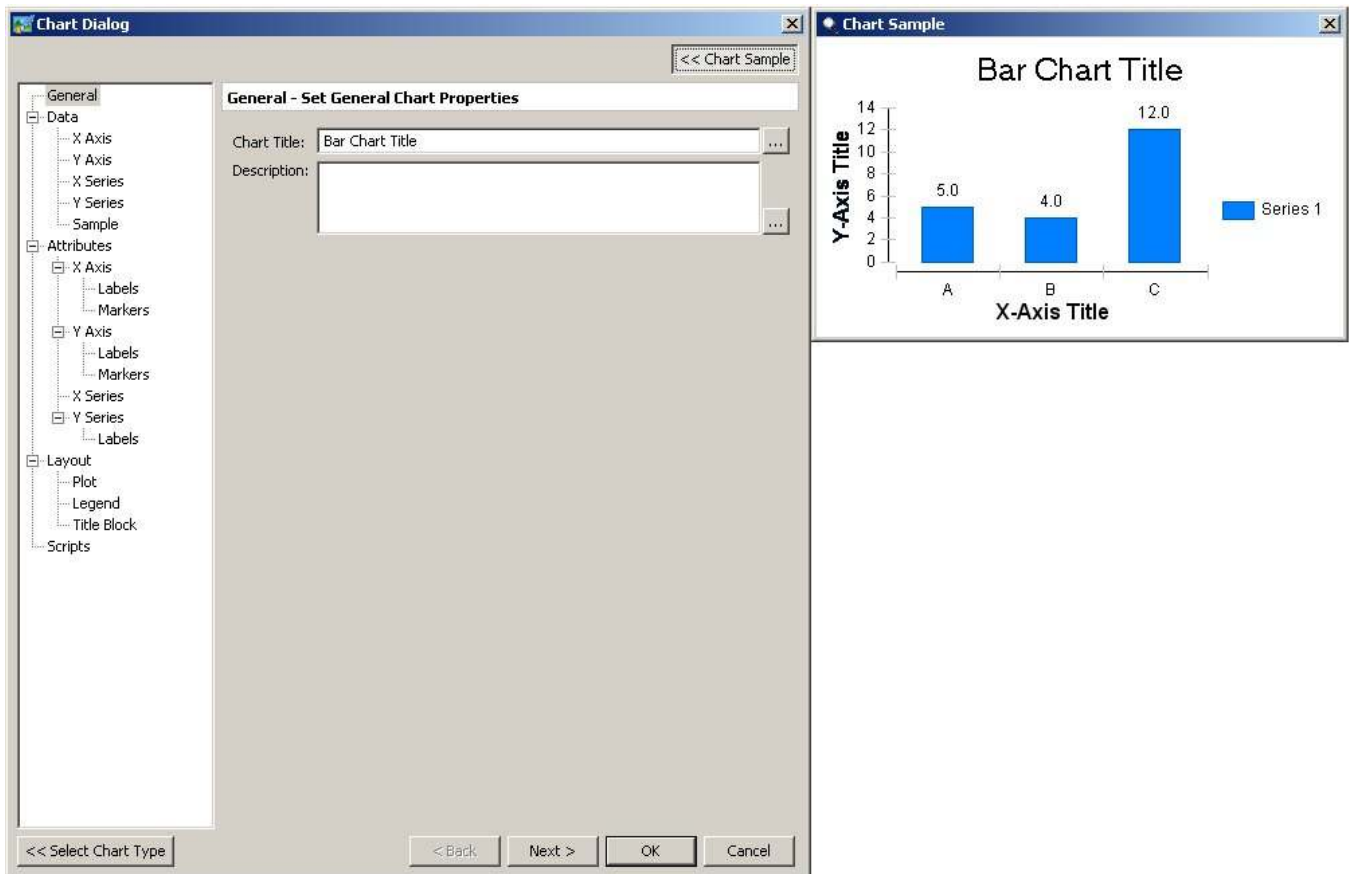 Chart Dialog
<< Chart Sample
General
Data
X Axis
Y Axis
X Series
Y Series
Sample
Attributes
X Axis
Labels
Markers
Y Axis
Labels
Markers
X Series
Y Series
Labels
Layout
Plot
Legend
Title Block
Scripts
General - Set General Chart Properties
Chart Title: Bar Chart Title ...
Description: ...
<< Select Chart Type
< Back
Next >
OK
Cancel
Chart Sample
Bar Chart Title
Y-Axis Title
14
12
10
8
6
4
2
0
5.0
4.0
12.0
A
B
C
X-Axis Title
Series 1